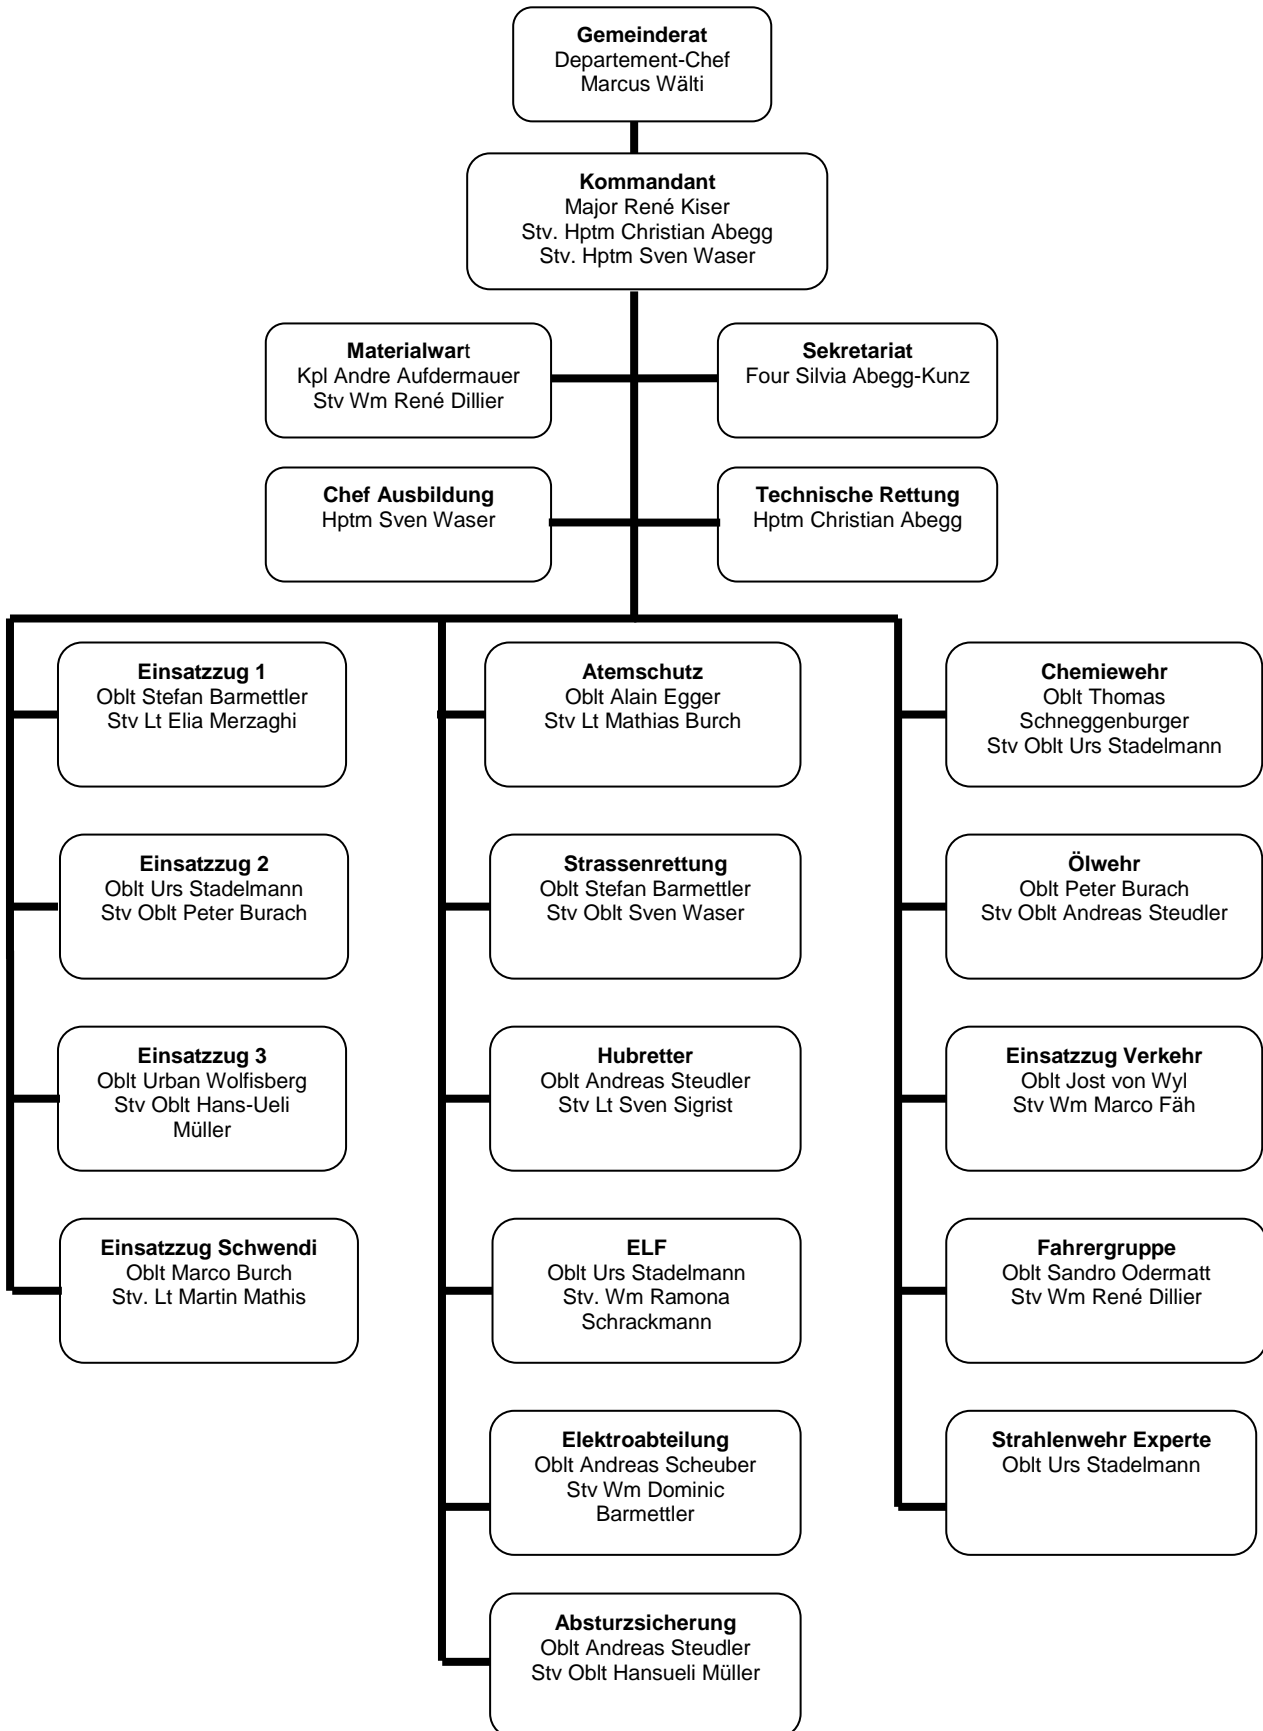 Gemeinderat
Departement-Chef
Marcus Wälti
Kommandant
Major René Kiser
Stv. Hptm Christian Abegg
Stv. Hptm Sven Waser
Materialwart
Kpl Andre Aufdermauer
Stv Wm René Dillier
Sekretariat
Four Silvia Abegg-Kunz
Chef Ausbildung
Hptm Sven Waser
Technische Rettung
Hptm Christian Abegg
Einsatzzug 1
Oblt Stefan Barmettler
Stv Lt Elia Merzaghi
Einsatzzug 2
Oblt Urs Stadelmann
Stv Oblt Peter Burach
Einsatzzug 3
Oblt Urban Wolfisberg
Stv Oblt Hans-Ueli
Müller
Einsatzzug Schwendi
Oblt Marco Burch
Stv. Lt Martin Mathis
Atemschutz
Oblt Alain Egger
Stv Lt Mathias Burch
Strassenrettung
Oblt Stefan Barmettler
Stv Oblt Sven Waser
Hubretter
Oblt Andreas Steudler
Stv Lt Sven Sigrist
ELF
Oblt Urs Stadelmann
Stv. Wm Ramona
Schrackmann
Elektroabteilung
Oblt Andreas Scheuber
Stv Wm Dominic
Barmettler
Absturzsicherung
Oblt Andreas Steudler
Stv Oblt Hansueli Müller
Chemiewehr
Oblt Thomas
Schneggenburger
Stv Oblt Urs Stadelmann
Ölwehr
Oblt Peter Burach
Stv Oblt Andreas Steudler
Einsatzzug Verkehr
Oblt Jost von Wyl
Stv Wm Marco Fäh
Fahrergruppe
Oblt Sandro Odermatt
Stv Wm René Dillier
Strahlenwehr Experte
Oblt Urs Stadelmann